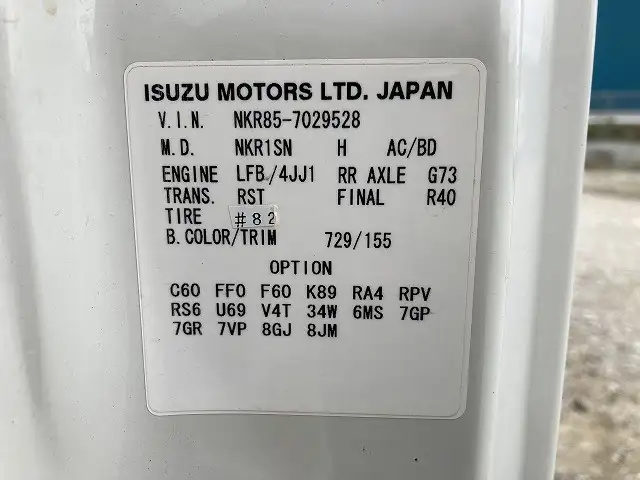 ISUZU MOTORS LTD. JAPAN
V.I.N. NKR85-7029528
M.D. NKR1SN H AC/BD
ENGINE LFB/4JJ1 RR AXLE G73
TRANS. RST FINAL R40
TIRE #82
B.COLOR/TRIM 729/155
OPTION
C60 FF0 F60 K89 RA4 RPV
RS6 U69 V4T 34W 6MS 7GP
7GR 7VP 8GJ 8JM